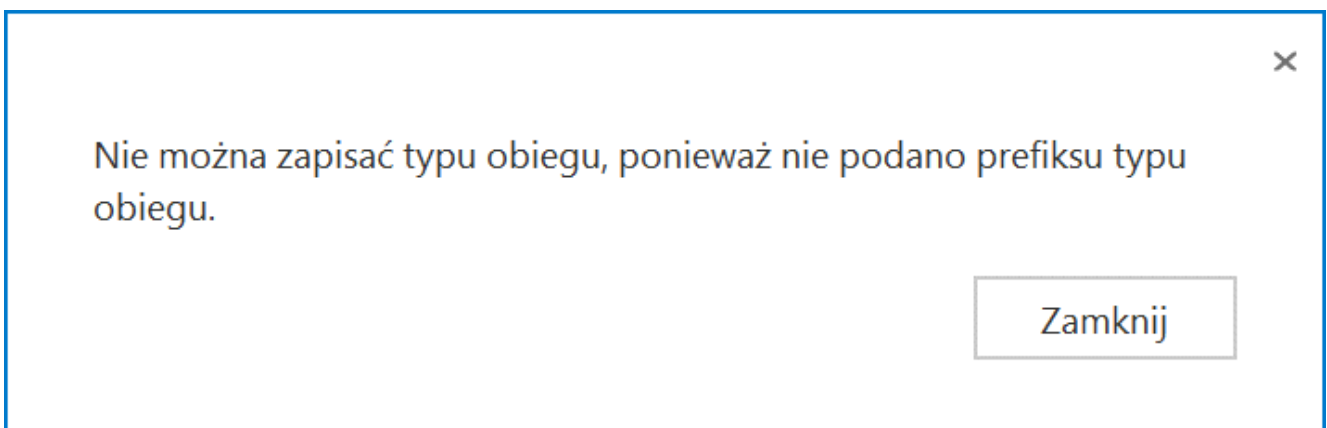 Nie można zapisać typu obiegu, ponieważ nie podano prefiksu typu
obiegu.
Zamknij